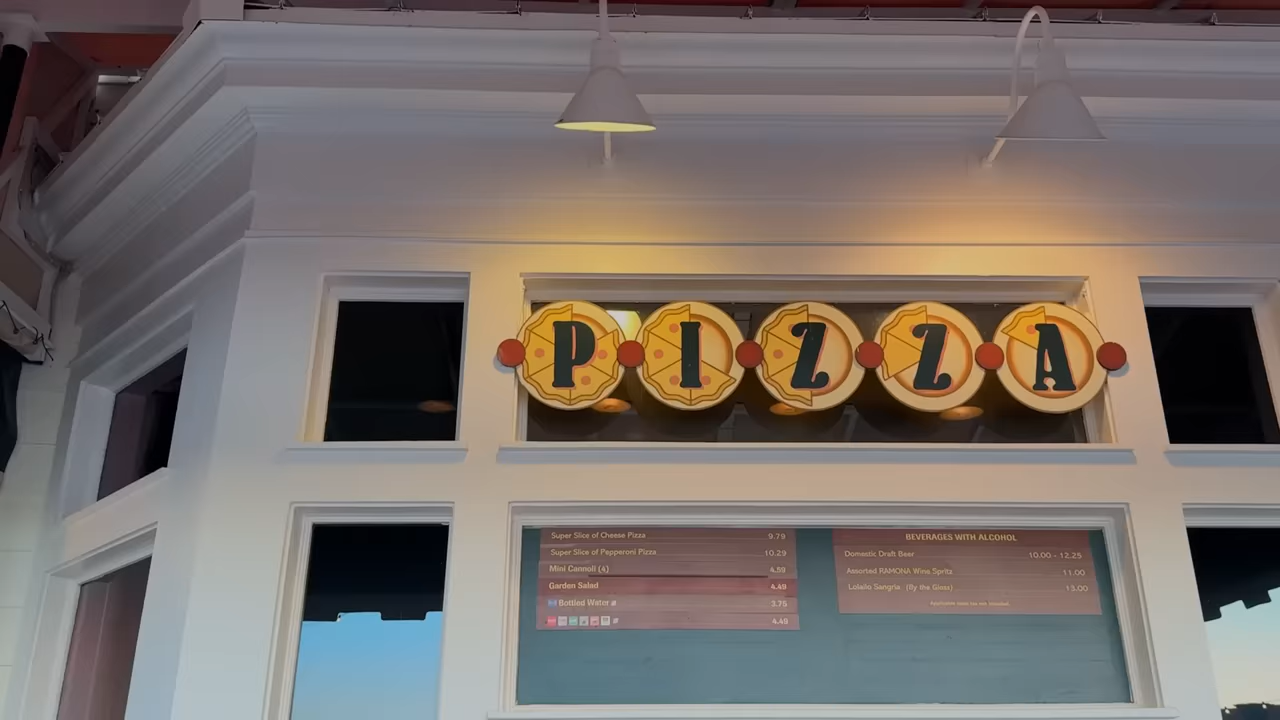 PIZZA
Super Slice of Cheese Pizza 9.79
Super Slice of Pepperoni Pizza 10.29
Mini Cannoli (4) 4.59
Garden Salad 4.49
Bottled Water 3.75
4.49
BEVERAGES WITH ALCOHOL
Domestic Draft Beer 10.00 - 12.25
Assorted RAMONA Wine Spritz 11.00
Lolailo Sangria (By the Glass) 13.00